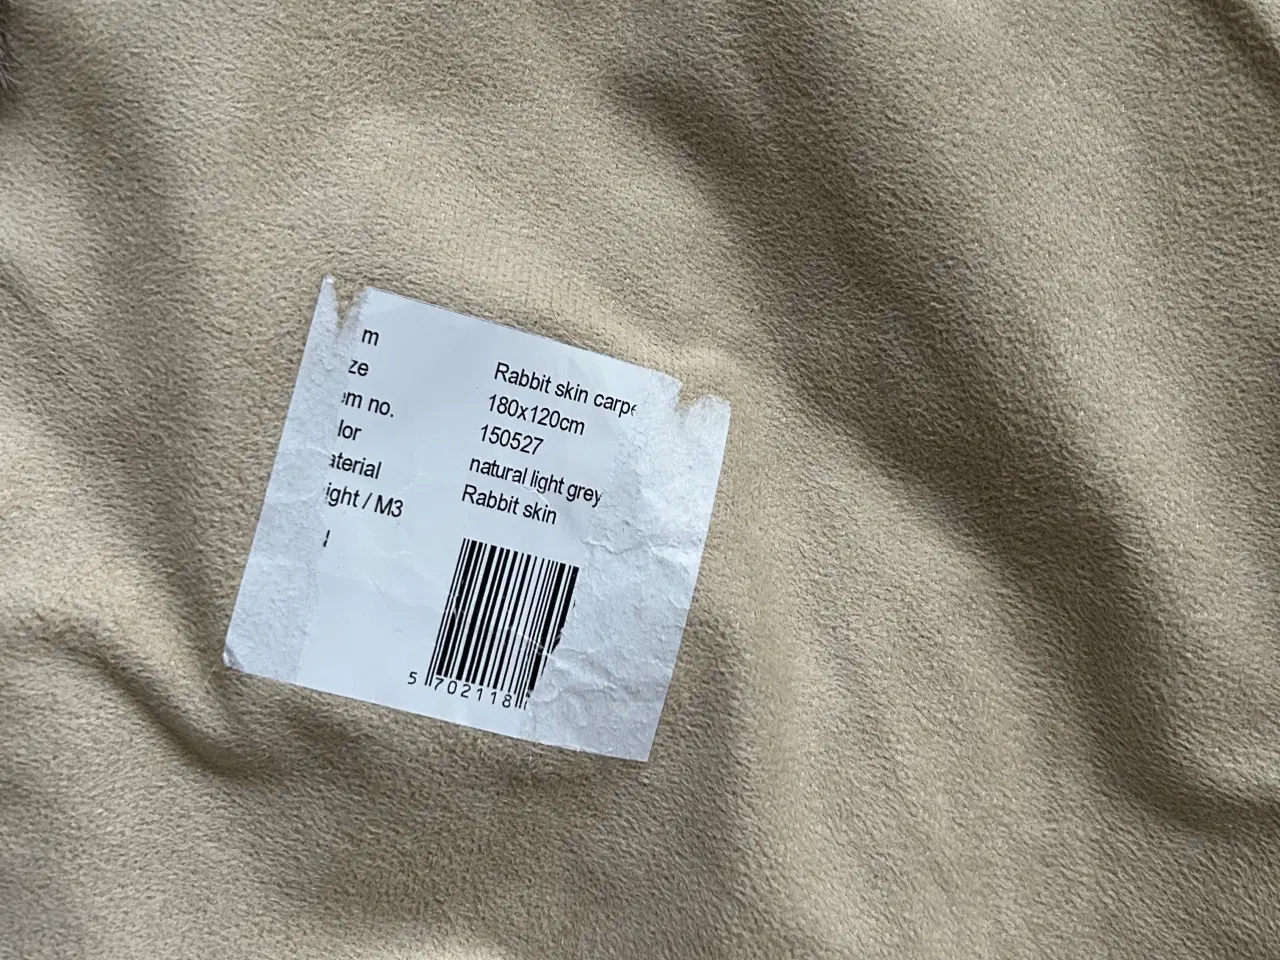 m Rabbit skin carpe
ze 180x120cm
em no. 150527
lor natural light grey
aterial Rabbit skin
ight / M3
5 702118